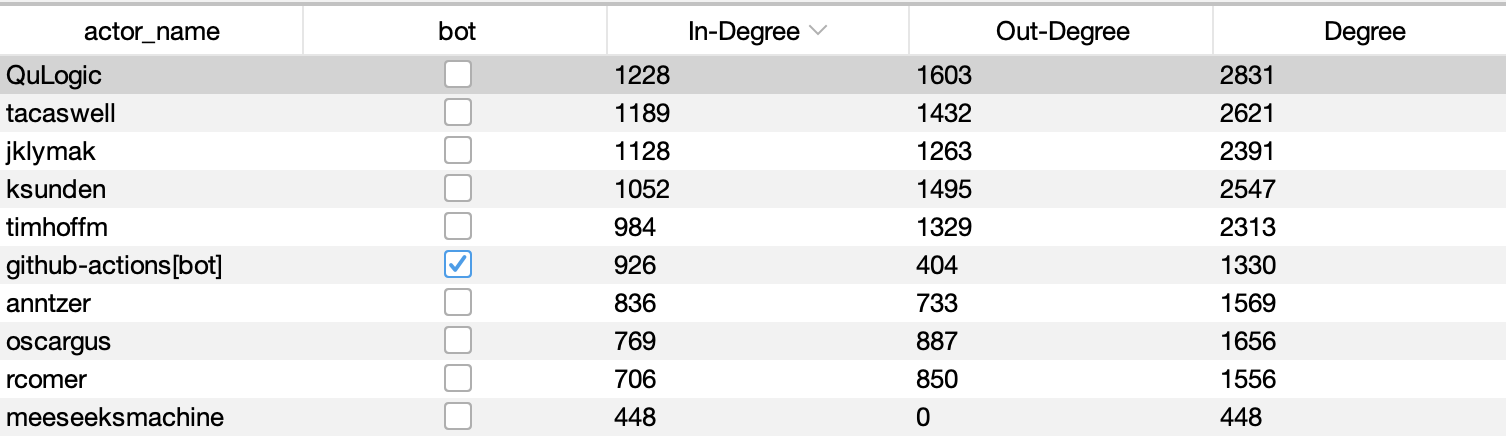 actor_name bot In-Degree Out-Degree Degree
QuLogic 1228 1603 2831
tacaswell 1189 1432 2621
jklymak 1128 1263 2391
ksunden 1052 1495 2547
timhoffm 984 1329 2313
github-actions[bot] 926 404 1330
anntzer 836 733 1569
oscargus 769 887 1656
rcomer 706 850 1556
meeseeksmachine 448 0 448